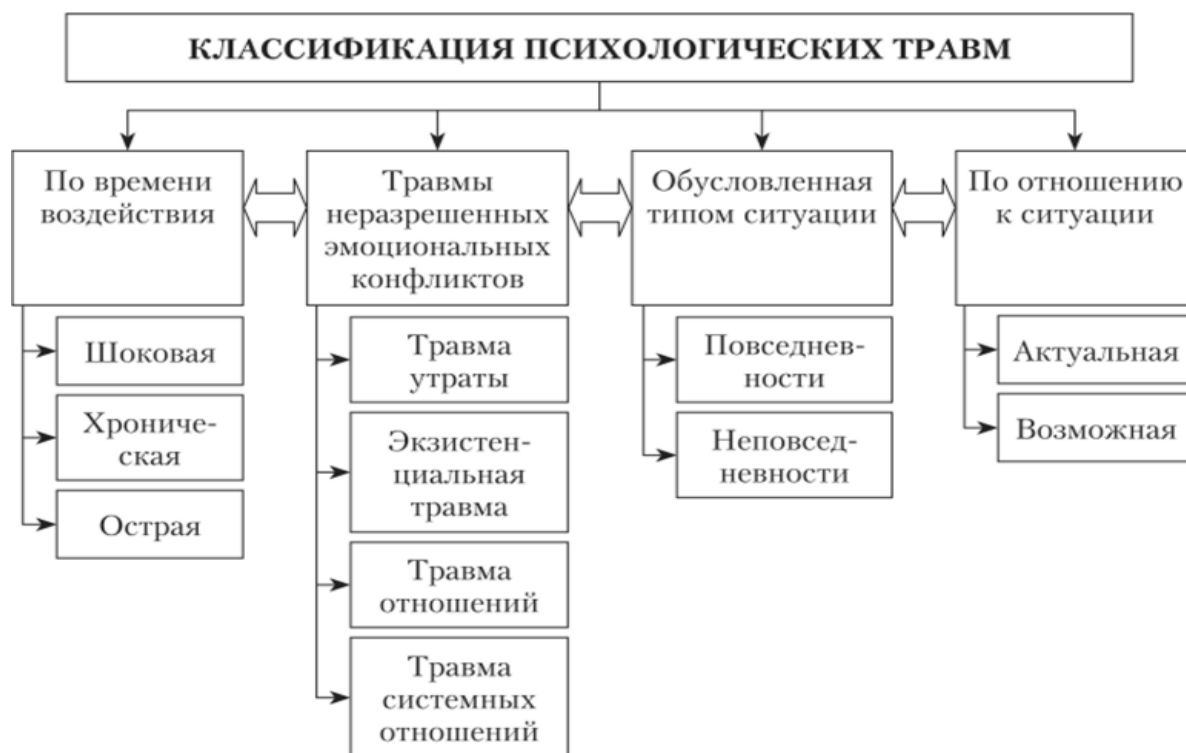 КЛАССИФИКАЦИЯ ПСИХОЛОГИЧЕСКИХ ТРАВМ
По времени
воздействия
Шоковая
Хрониче-
ская
Острая
Травмы
неразрешенных
эмоциональных
конфликтов
Травма
утраты
Экзистен-
циальная
травма
Травма
отношений
Травма
системных
отношений
Обусловленная
типом ситуации
Повседнев-
ности
Неповсед-
невности
По отношению
к ситуации
Актуальная
Возможная